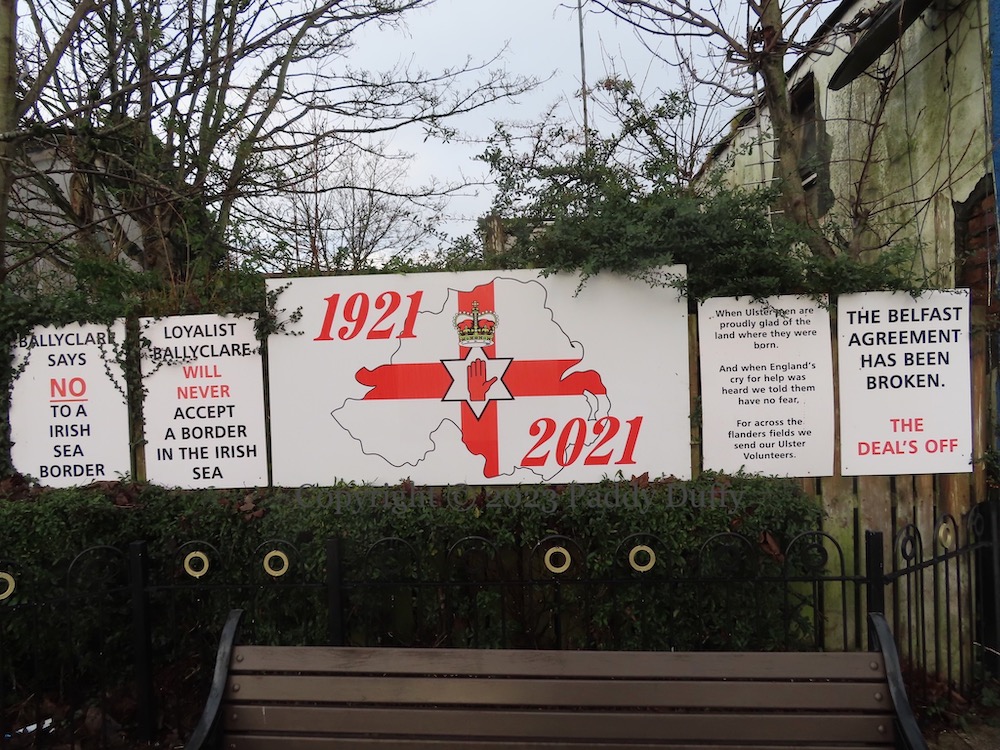 BALLYCLARE
SAYS
NO
TO A
IRISH
SEA
BORDER
LOYALIST
BALLYCLARE
WILL
NEVER
ACCEPT
A BORDER
IN THE IRISH
SEA
1921
2021
When Ulstermen are
proudly glad of the
land where they were
born.
And when England's
cry for help was
heard we told them
have no fear,
For across the
flanders fields we
send our Ulster
Volunteers.
THE BELFAST
AGREEMENT
HAS BEEN
BROKEN.
THE
DEAL'S OFF
Copyright © 2023 Paddy Duffy